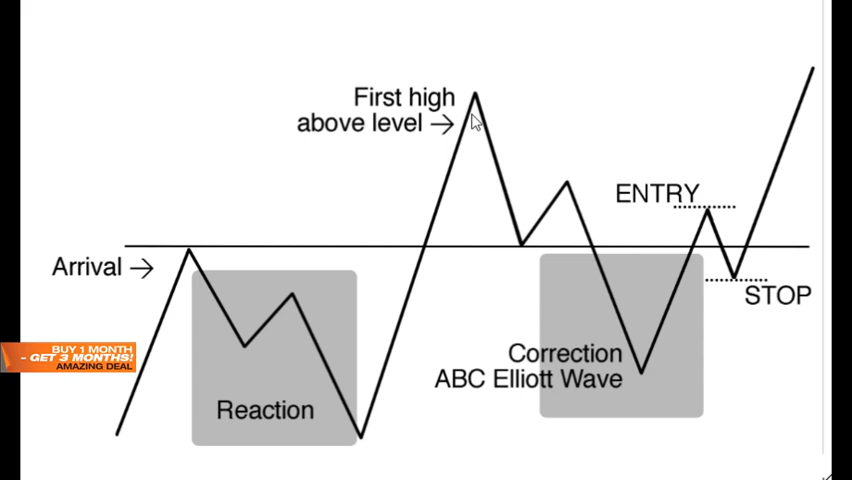 First high
above level →
ENTRY
Arrival →
STOP
BUY 1 MONTH
- GET 3 MONTHS!
AMAZING DEAL
Correction
ABC Elliott Wave
Reaction